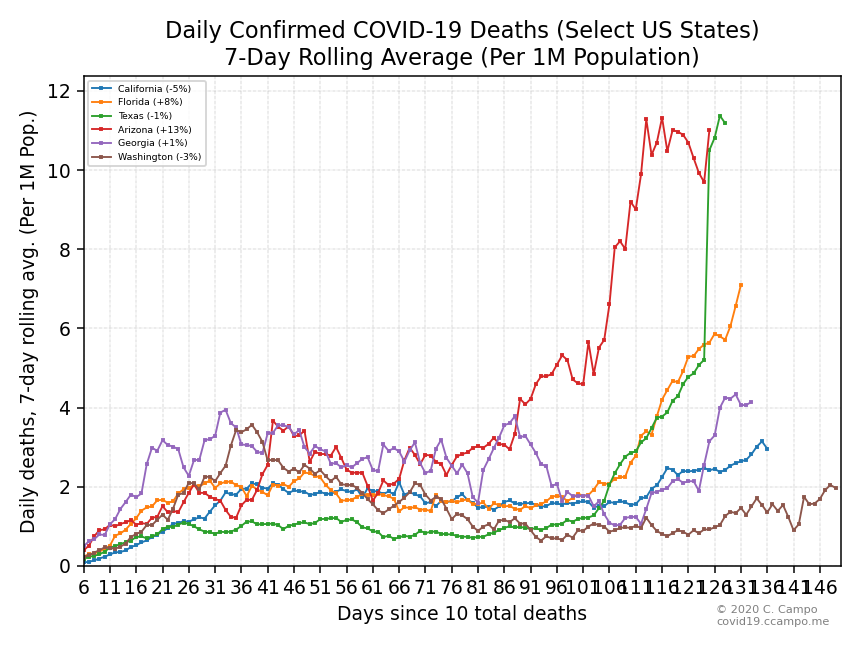 Daily Confirmed COVID-19 Deaths (Select US States)
7-Day Rolling Average (Per 1M Population)
Daily deaths, 7-day rolling avg. (Per 1M Pop.)
12
10
8
6
4
2
0
California (-5%)
Florida (+8%)
Texas (-1%)
Arizona (+13%)
Georgia (+1%)
Washington (-3%)
6 11 16 21 26 31 36 41 46 51 56 61 66 71 76 81 86 91 96 101 106 111 116 121 126 131 136 141 146
Days since 10 total deaths
© 2020 C. Campo
covid19.ccampo.me